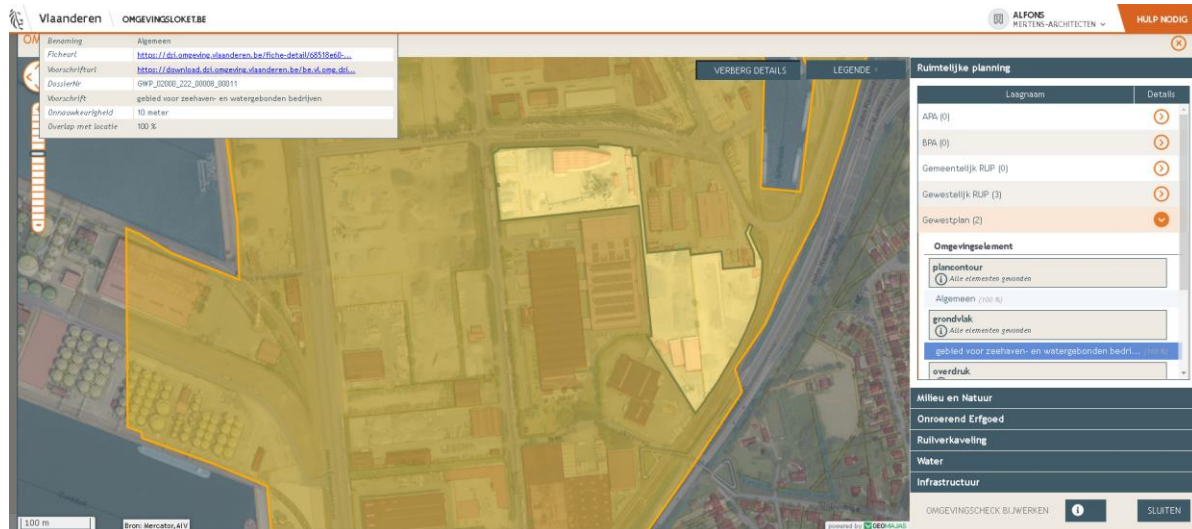 Vlaanderen
OMGEVINGSLOKET.BE
ALFONS
MERTENS-ARCHITECTEN
HULP NODIG
OM
Benaming Algemeen
Ficheurl https://dsi.omgeving.vlaanderen.be/fiche-detail/68518e60-...
Voorschrifturl https://download.dsi.omgeving.vlaanderen.be/be.vl.omg.dsi...
DossierNr GWP_02000_222_00008_00011
Voorschrift gebied voor zeehaven- en watergebonden bedrijven
Onnauwkeurigheid 10 meter
Overlap met locatie 100 %
VERBERG DETAILS
LEGENDE
Ruimtelijke planning
Laagnaam Details
APA (0)
BPA (0)
Gemeentelijk RUP (0)
Gewestelijk RUP (3)
Gewestplan (2)
Omgevingselement
plancontour
Alle elementen gevonden
Algemeen (100 %)
grondvlak
Alle elementen gevonden
gebied voor zeehaven- en watergebonden bedri... (100 %)
overdruk
Milieu en Natuur
Onroerend Erfgoed
Ruilverkaveling
Water
Infrastructuur
OMGEVINGSCHECK BIJWERKEN
SLUITEN
100 m
Bron: Mercator, AIV
powered by GEOMAJAS